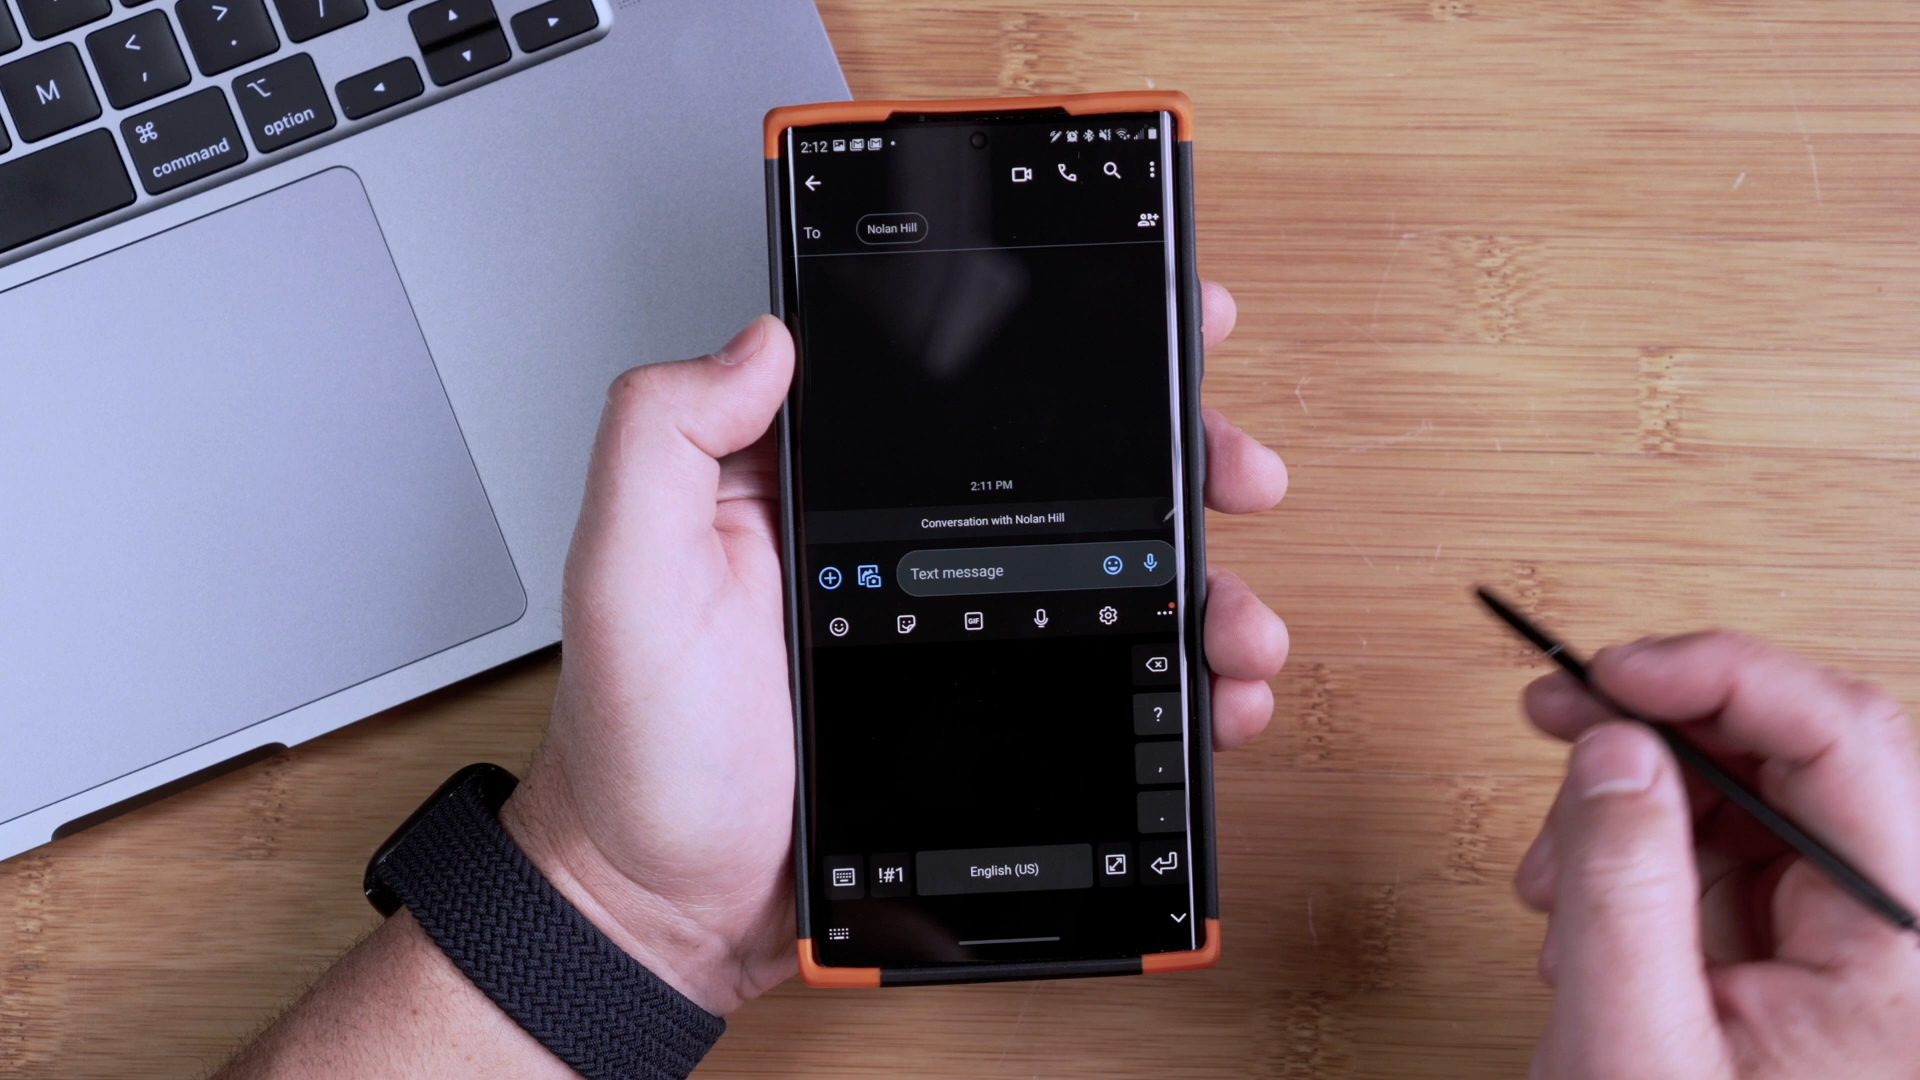 M
<
,
>
.
/
⌘
command
⌥
option
▲
▼
◀
▶
2:12
To
Nolan Hill
2:11 PM
Conversation with Nolan Hill
Text message
GIF
?
,
.
!#1
English (US)